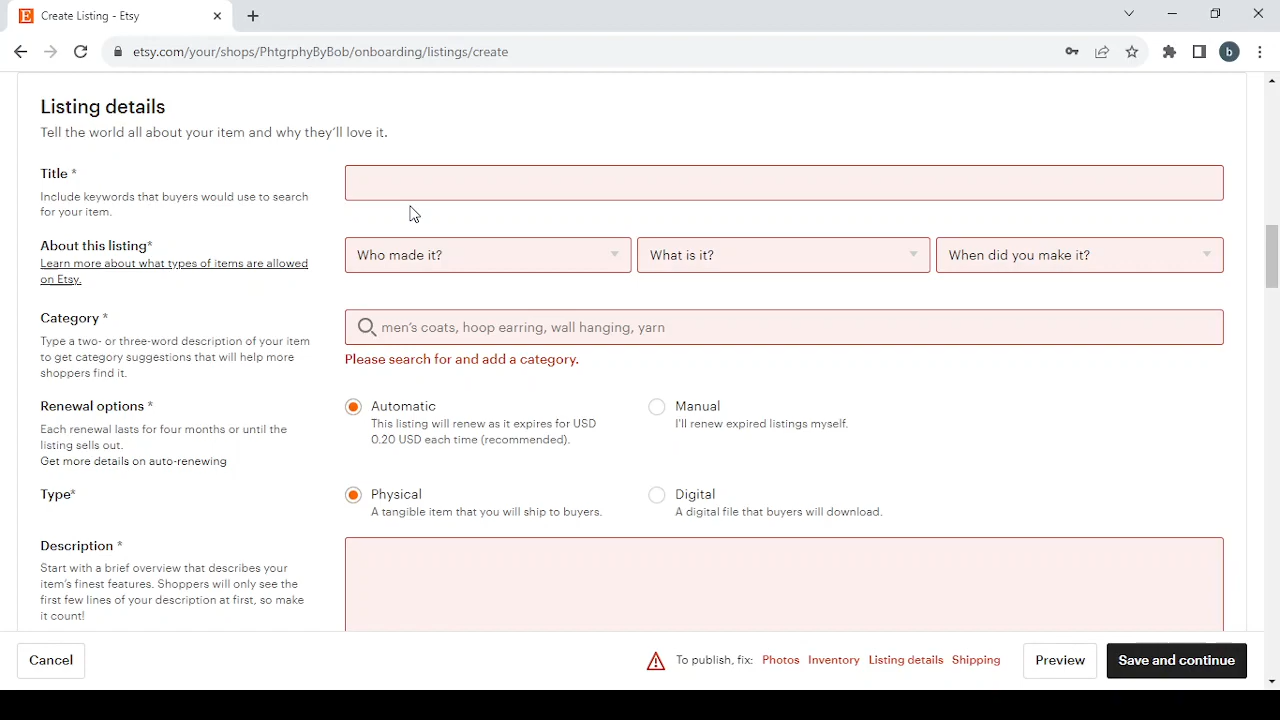 Create Listing - Etsy
etsy.com/your/shops/PhtgrphyByBob/onboarding/listings/create
b
Listing details
Tell the world all about your item and why they'll love it.
Title *
Include keywords that buyers would use to search
for your item.
About this listing*
Learn more about what types of items are allowed
on Etsy.
Who made it?
What is it?
When did you make it?
Category *
Type a two- or three-word description of your item
to get category suggestions that will help more
shoppers find it.
men's coats, hoop earring, wall hanging, yarn
Please search for and add a category.
Renewal options *
Each renewal lasts for four months or until the
listing sells out.
Get more details on auto-renewing
Automatic
This listing will renew as it expires for USD
0.20 USD each time (recommended).
Manual
I'll renew expired listings myself.
Type*
Physical
A tangible item that you will ship to buyers.
Digital
A digital file that buyers will download.
Description *
Start with a brief overview that describes your
item's finest features. Shoppers will only see the
first few lines of your description at first, so make
it count!
Cancel
To publish, fix: Photos Inventory Listing details Shipping
Preview
Save and continue